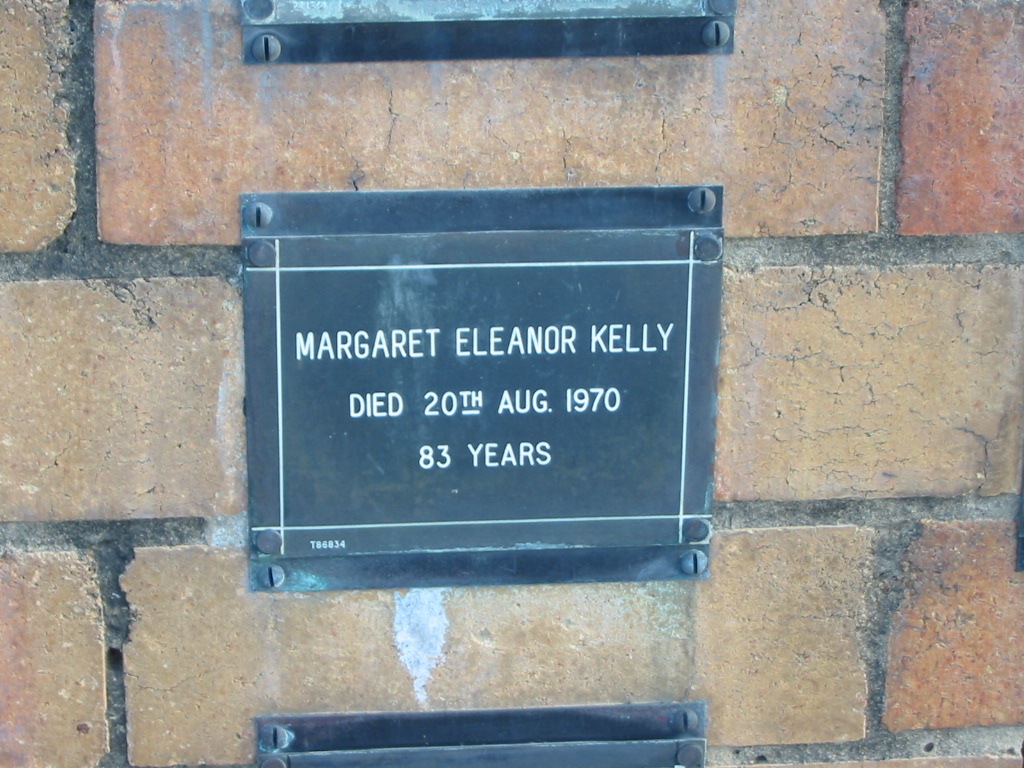 MARGARET ELEANOR KELLY
DIED 20TH AUG. 1970
83 YEARS
T86834